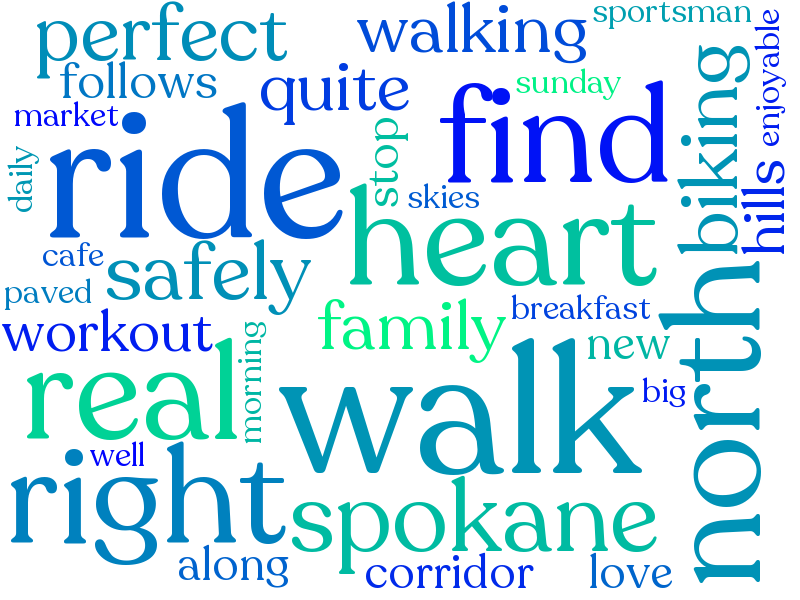 sportsman
perfect
walking
enjoyable
follows
quite
sunday
find
biking
market
ride
stop
daily
skies
hills
heart
cafe
safely
paved
north
workout
family
breakfast
morning
new
real
walk
big
well
right
spokane
along
corridor
love